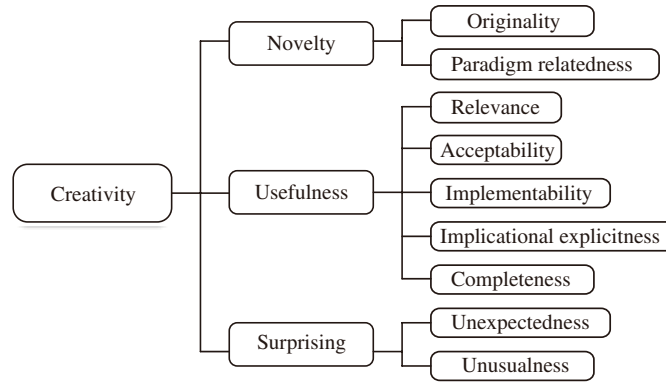 Creativity
Novelty
Originality
Paradigm relatedness
Usefulness
Relevance
Acceptability
Implementability
Implicational explicitness
Completeness
Surprising
Unexpectedness
Unusualness